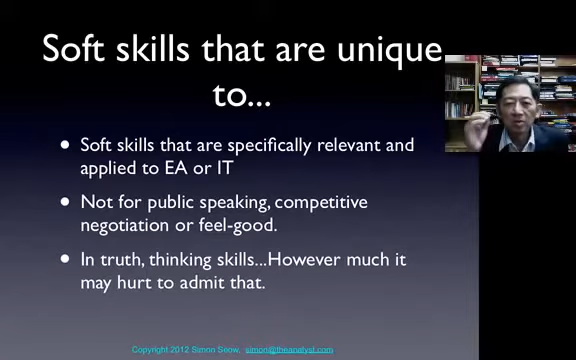 Soft skills that are unique
to...
• Soft skills that are specifically relevant and
applied to EA or IT
• Not for public speaking, competitive
negotiation or feel-good.
• In truth, thinking skills...However much it
may hurt to admit that.
Copyright 2012 Simon Seow, simon@theanalyst.com